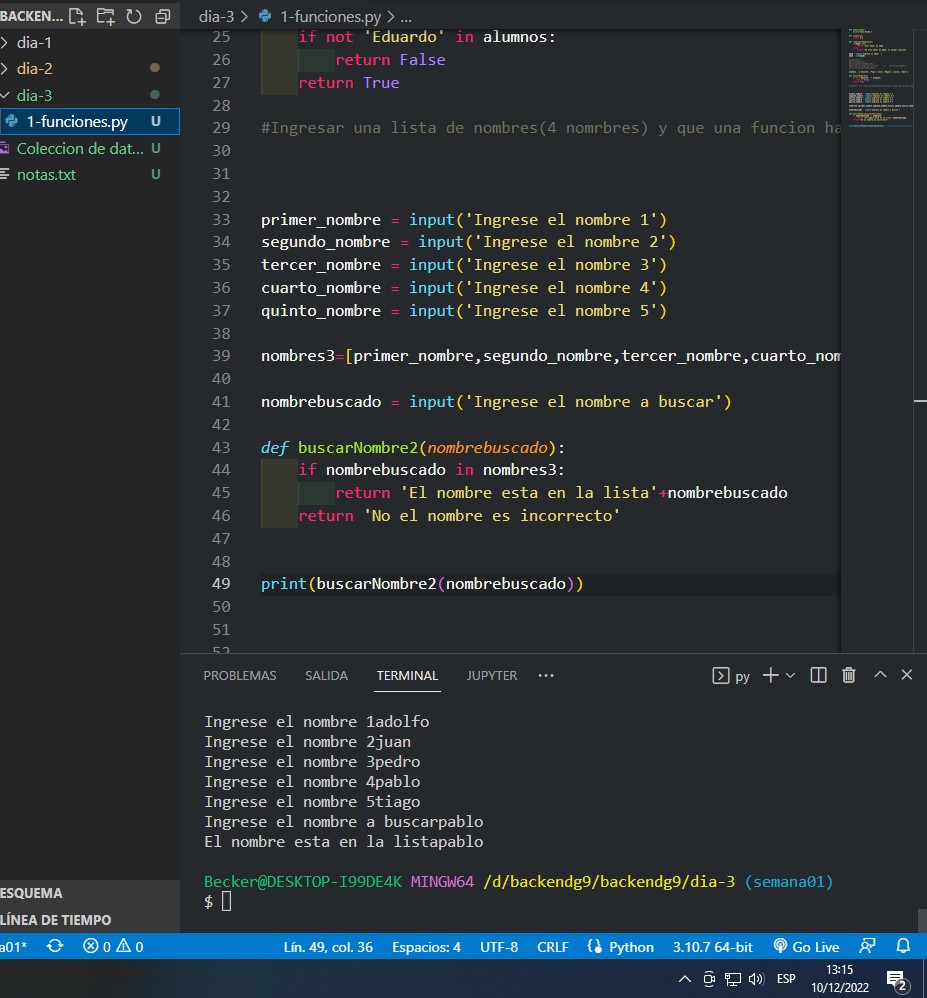 BACKEN...
dia-3 > 1-funciones.py > ...
dia-1
dia-2
dia-3
1-funciones.py U
Coleccion de dat... U
notas.txt U
25 if not 'Eduardo' in alumnos:
26 return False
27 return True
28
29 #Ingresar una lista de nombres(4 nomrbres) y que una funcion ha
30
31
32
33 primer_nombre = input('Ingrese el nombre 1')
34 segundo_nombre = input('Ingrese el nombre 2')
35 tercer_nombre = input('Ingrese el nombre 3')
36 cuarto_nombre = input('Ingrese el nombre 4')
37 quinto_nombre = input('Ingrese el nombre 5')
38
39 nombres3=[primer_nombre,segundo_nombre,tercer_nombre,cuarto_nom
40
41 nombrebuscado = input('Ingrese el nombre a buscar')
42
43 def buscarNombre2(nombrebuscado):
44 if nombrebuscado in nombres3:
45 return 'El nombre esta en la lista'+nombrebuscado
46 return 'No el nombre es incorrecto'
47
48
49 print(buscarNombre2(nombrebuscado))
50
51
52
PROBLEMAS SALIDA TERMINAL JUPYTER ··· py
Ingrese el nombre 1adolfo
Ingrese el nombre 2juan
Ingrese el nombre 3pedro
Ingrese el nombre 4pablo
Ingrese el nombre 5tiago
Ingrese el nombre a buscarpablo
El nombre esta en la listapablo
Becker@DESKTOP-I99DE4K MINGW64 /d/backendg9/backendg9/dia-3 (semana01)
$
ESQUEMA
LÍNEA DE TIEMPO
a01* 0 0 Lín. 49, col. 36 Espacios: 4 UTF-8 CRLF Python 3.10.7 64-bit Go Live
ESP 13:15
10/12/2022 2